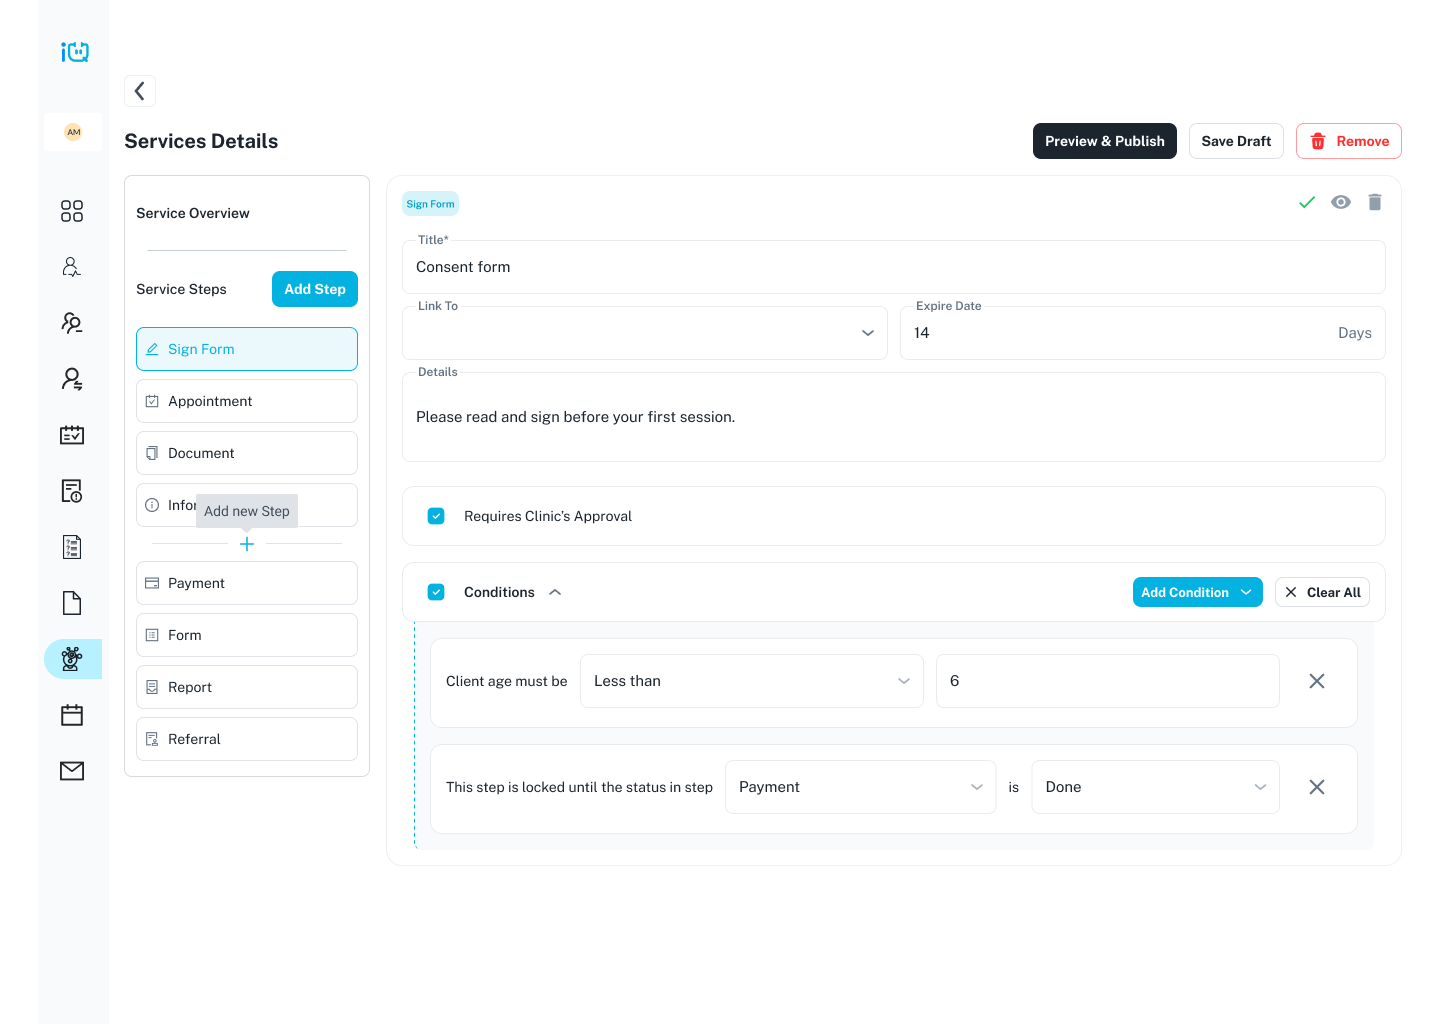 iQ
AM
Services Details
Preview & Publish
Save Draft
Remove
Service Overview
Service Steps
Add Step
Sign Form
Appointment
Document
Add new Step
Payment
Form
Report
Referral
Sign Form
Title*
Consent form
Link To
Expire Date
14
Days
Details
Please read and sign before your first session.
Requires Clinic's Approval
Conditions
Add Condition
Clear All
Client age must be
Less than
6
This step is locked until the status in step
Payment
is
Done